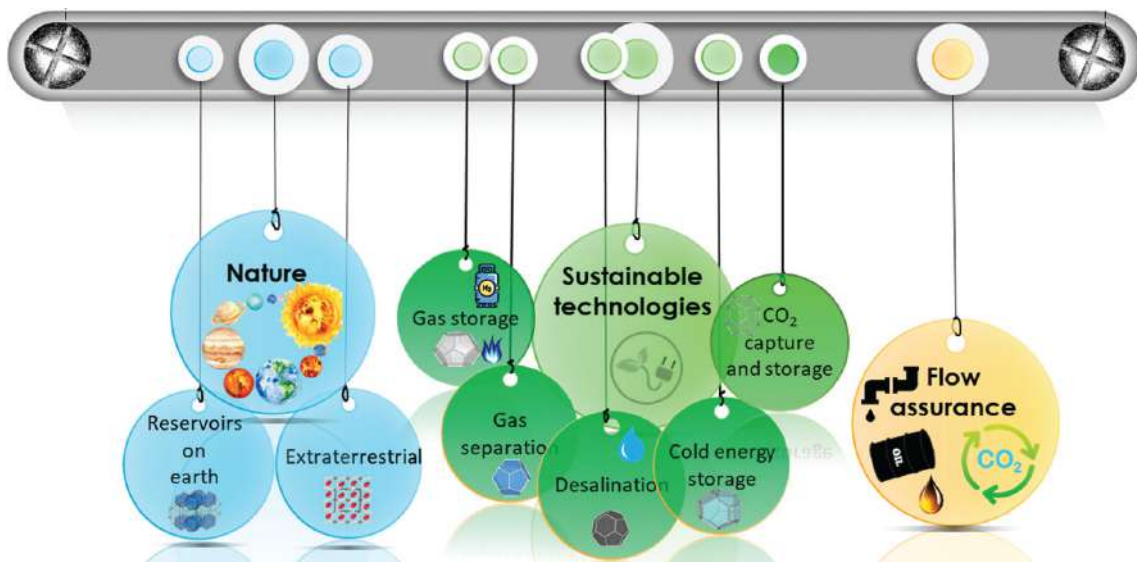 Nature
Reservoirs
on
earth
Extraterrestrial
Gas storage
H₂
Gas
separation
Sustainable
technologies
Desalination
Cold energy
storage
CO₂
capture
and storage
Flow
assurance
OIL
CO₂